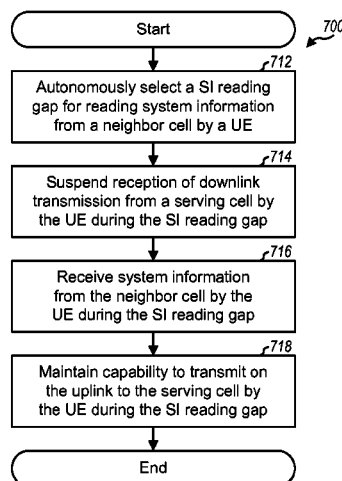 Start
700
712
Autonomously select a SI reading
gap for reading system information
from a neighbor cell by a UE
714
Suspend reception of downlink
transmission from a serving cell by
the UE during the SI reading gap
716
Receive system information
from the neighbor cell by the
UE during the SI reading gap
718
Maintain capability to transmit on
the uplink to the serving cell by
the UE during the SI reading gap
End